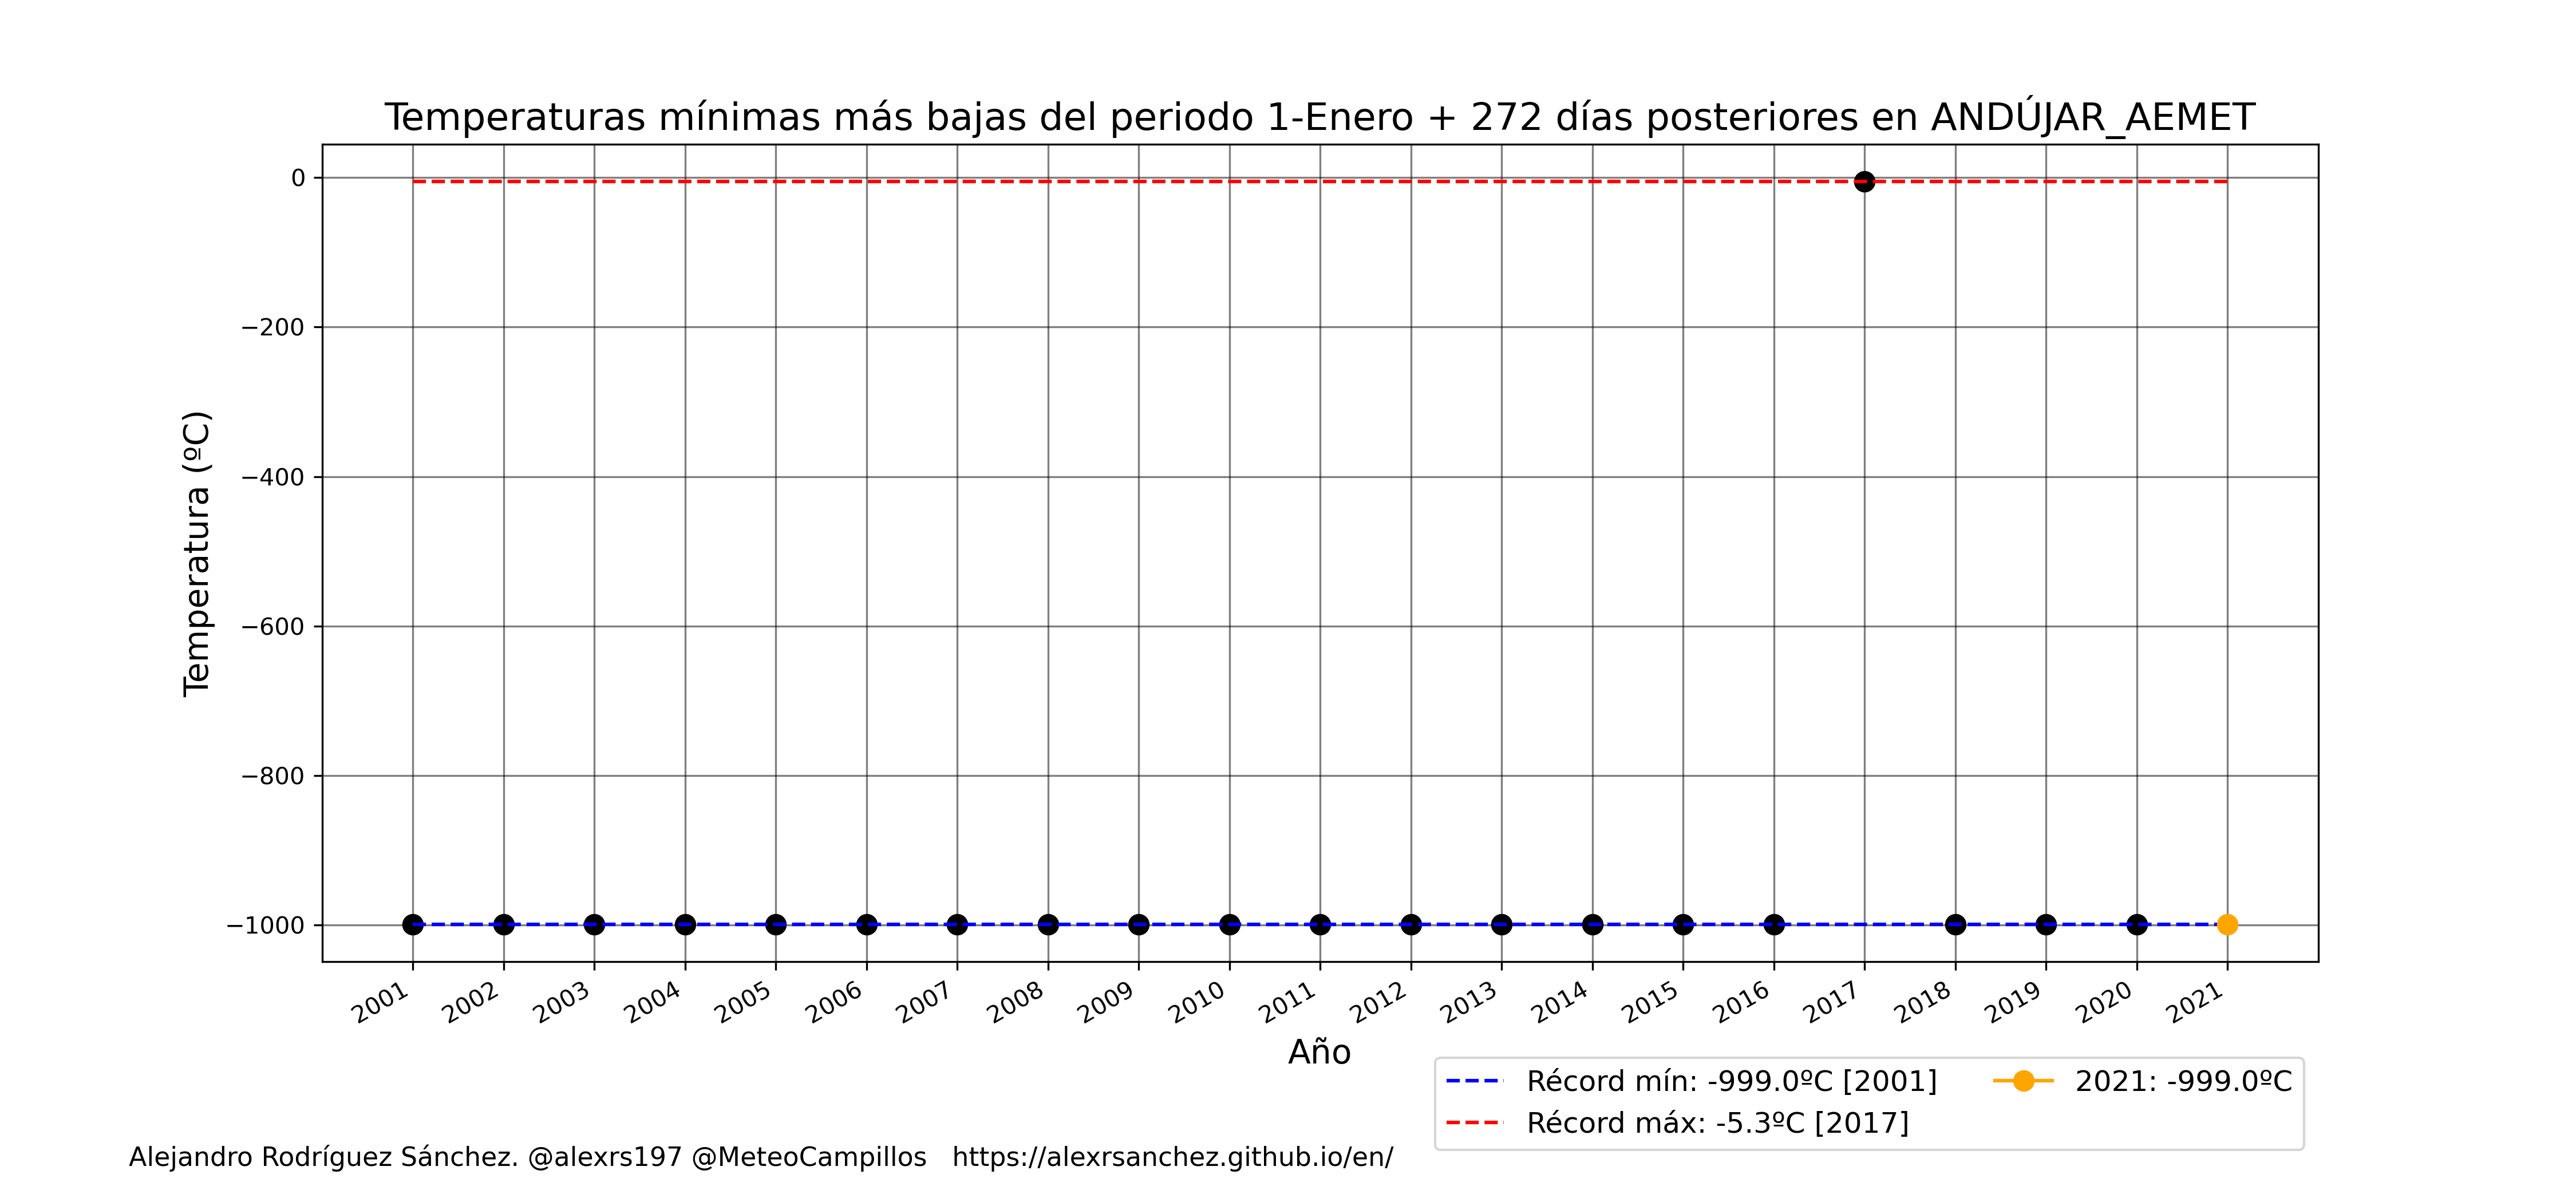 Temperaturas mínimas más bajas del periodo 1-Enero + 272 días posteriores en ANDÚJAR_AEMET
Temperatura (ºC)
0
−200
−400
−600
−800
−1000
2001 2002 2003 2004 2005 2006 2007 2008 2009 2010 2011 2012 2013 2014 2015 2016 2017 2018 2019 2020 2021
Año
Récord mín: -999.0ºC [2001] 2021: -999.0ºC
Récord máx: -5.3ºC [2017]
Alejandro Rodríguez Sánchez. @alexrs197 @MeteoCampillos https://alexrsanchez.github.io/en/